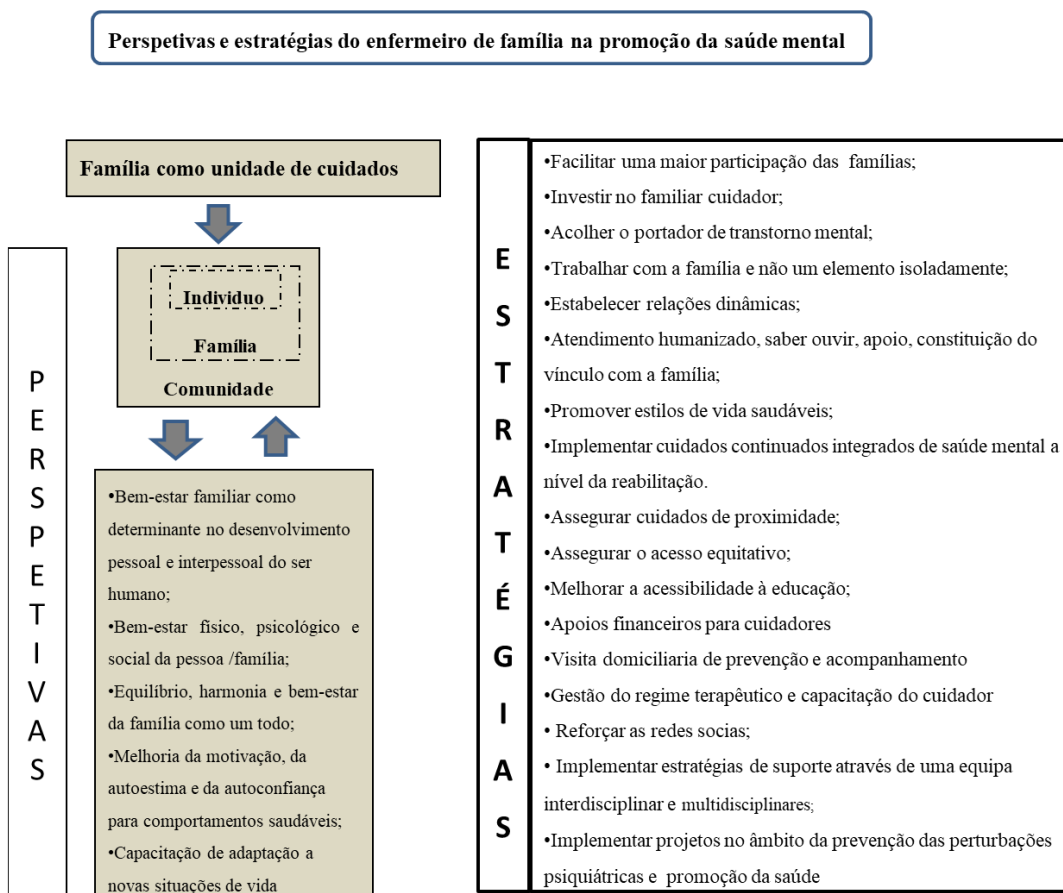 Perspetivas e estratégias do enfermeiro de família na promoção da saúde mental
Família como unidade de cuidados
Individuo
Família
Comunidade
PERSPETIVAS
•Bem-estar familiar como
determinante no desenvolvimento
pessoal e interpessoal do ser
humano;
•Bem-estar físico, psicológico e
social da pessoa /família;
•Equilíbrio, harmonia e bem-estar
da família como um todo;
•Melhoria da motivação, da
autoestima e da autoconfiança
para comportamentos saudáveis;
•Capacitação de adaptação a
novas situações de vida
ESTRATÉGIAS
•Facilitar uma maior participação das famílias;
•Investir no familiar cuidador;
•Acolher o portador de transtorno mental;
•Trabalhar com a família e não um elemento isoladamente;
•Estabelecer relações dinâmicas;
•Atendimento humanizado, saber ouvir, apoio, constituição do
vínculo com a família;
•Promover estilos de vida saudáveis;
•Implementar cuidados continuados integrados de saúde mental a
nível da reabilitação.
•Assegurar cuidados de proximidade;
•Assegurar o acesso equitativo;
•Melhorar a acessibilidade à educação;
•Apoios financeiros para cuidadores
•Visita domiciliaria de prevenção e acompanhamento
•Gestão do regime terapêutico e capacitação do cuidador
• Reforçar as redes socias;
• Implementar estratégias de suporte através de uma equipa
interdisciplinar e multidisciplinares;
•Implementar projetos no âmbito da prevenção das perturbações
psiquiátricas e promoção da saúde